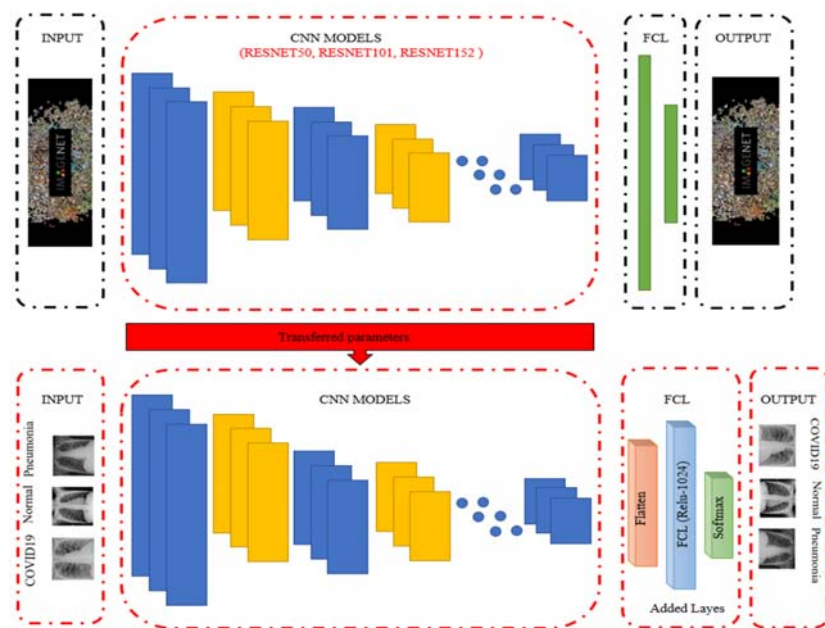 INPUT
CNN MODELS
(RESNET50, RESNET101, RESNET152 )
FCL
OUTPUT
IMAGENET
IMAGENET
Transferred parameters
INPUT
CNN MODELS
FCL
OUTPUT
Pneumonia
Normal
COVID19
Flatten
FCL (Relu-1024)
Softmax
Added Layes
COVID19
Normal
Pneumonia